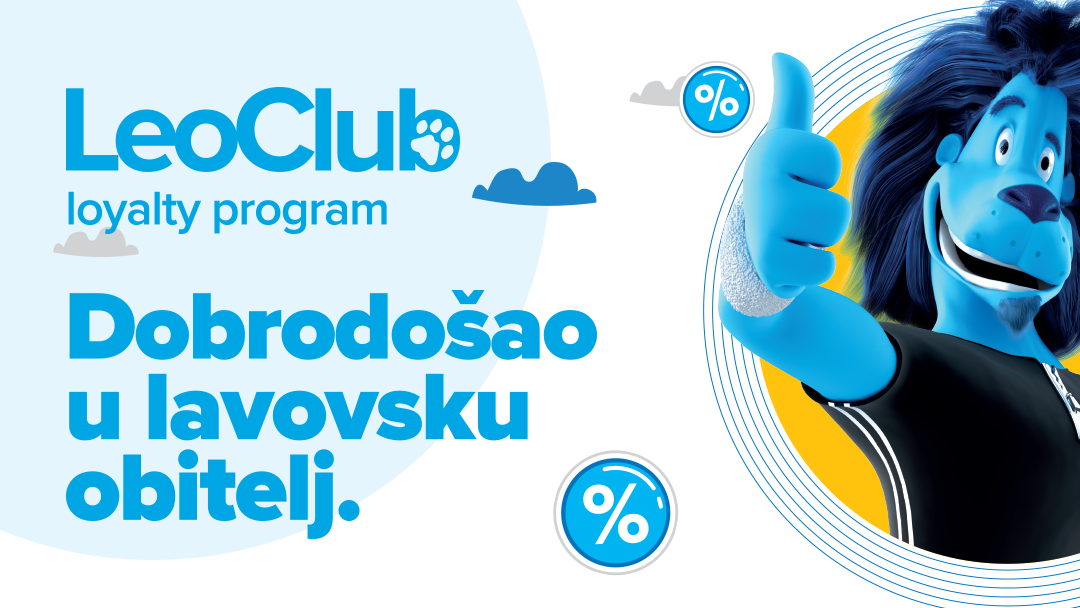 LeoClub
loyalty program
Dobrodošao
u lavovsku
obitelj.
%
%